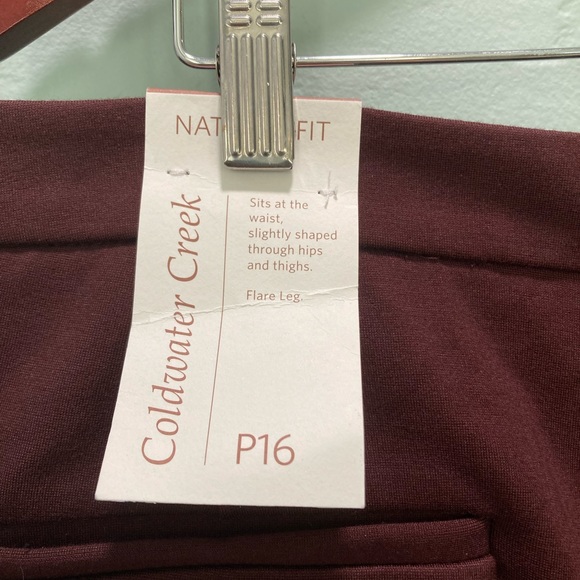 NAT FIT
Coldwater Creek
Sits at the
waist,
slightly shaped
through hips
and thighs.
Flare Leg.
P16